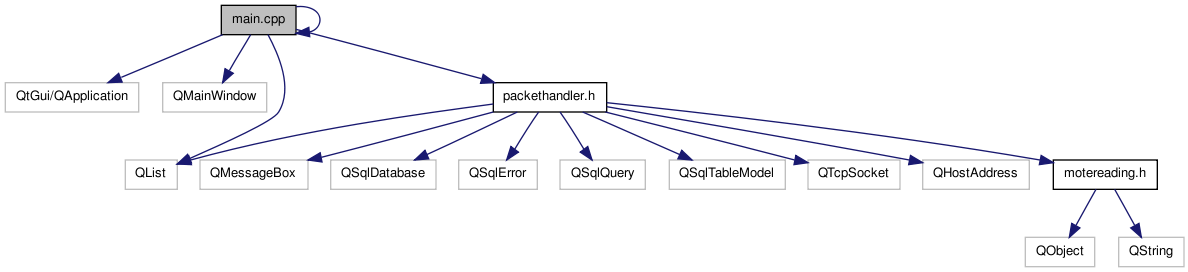 main.cpp
QtGui/QApplication
QMainWindow
packethandler.h
QList
QMessageBox
QSqlDatabase
QSqlError
QSqlQuery
QSqlTableModel
QTcpSocket
QHostAddress
motereading.h
QObject
QString